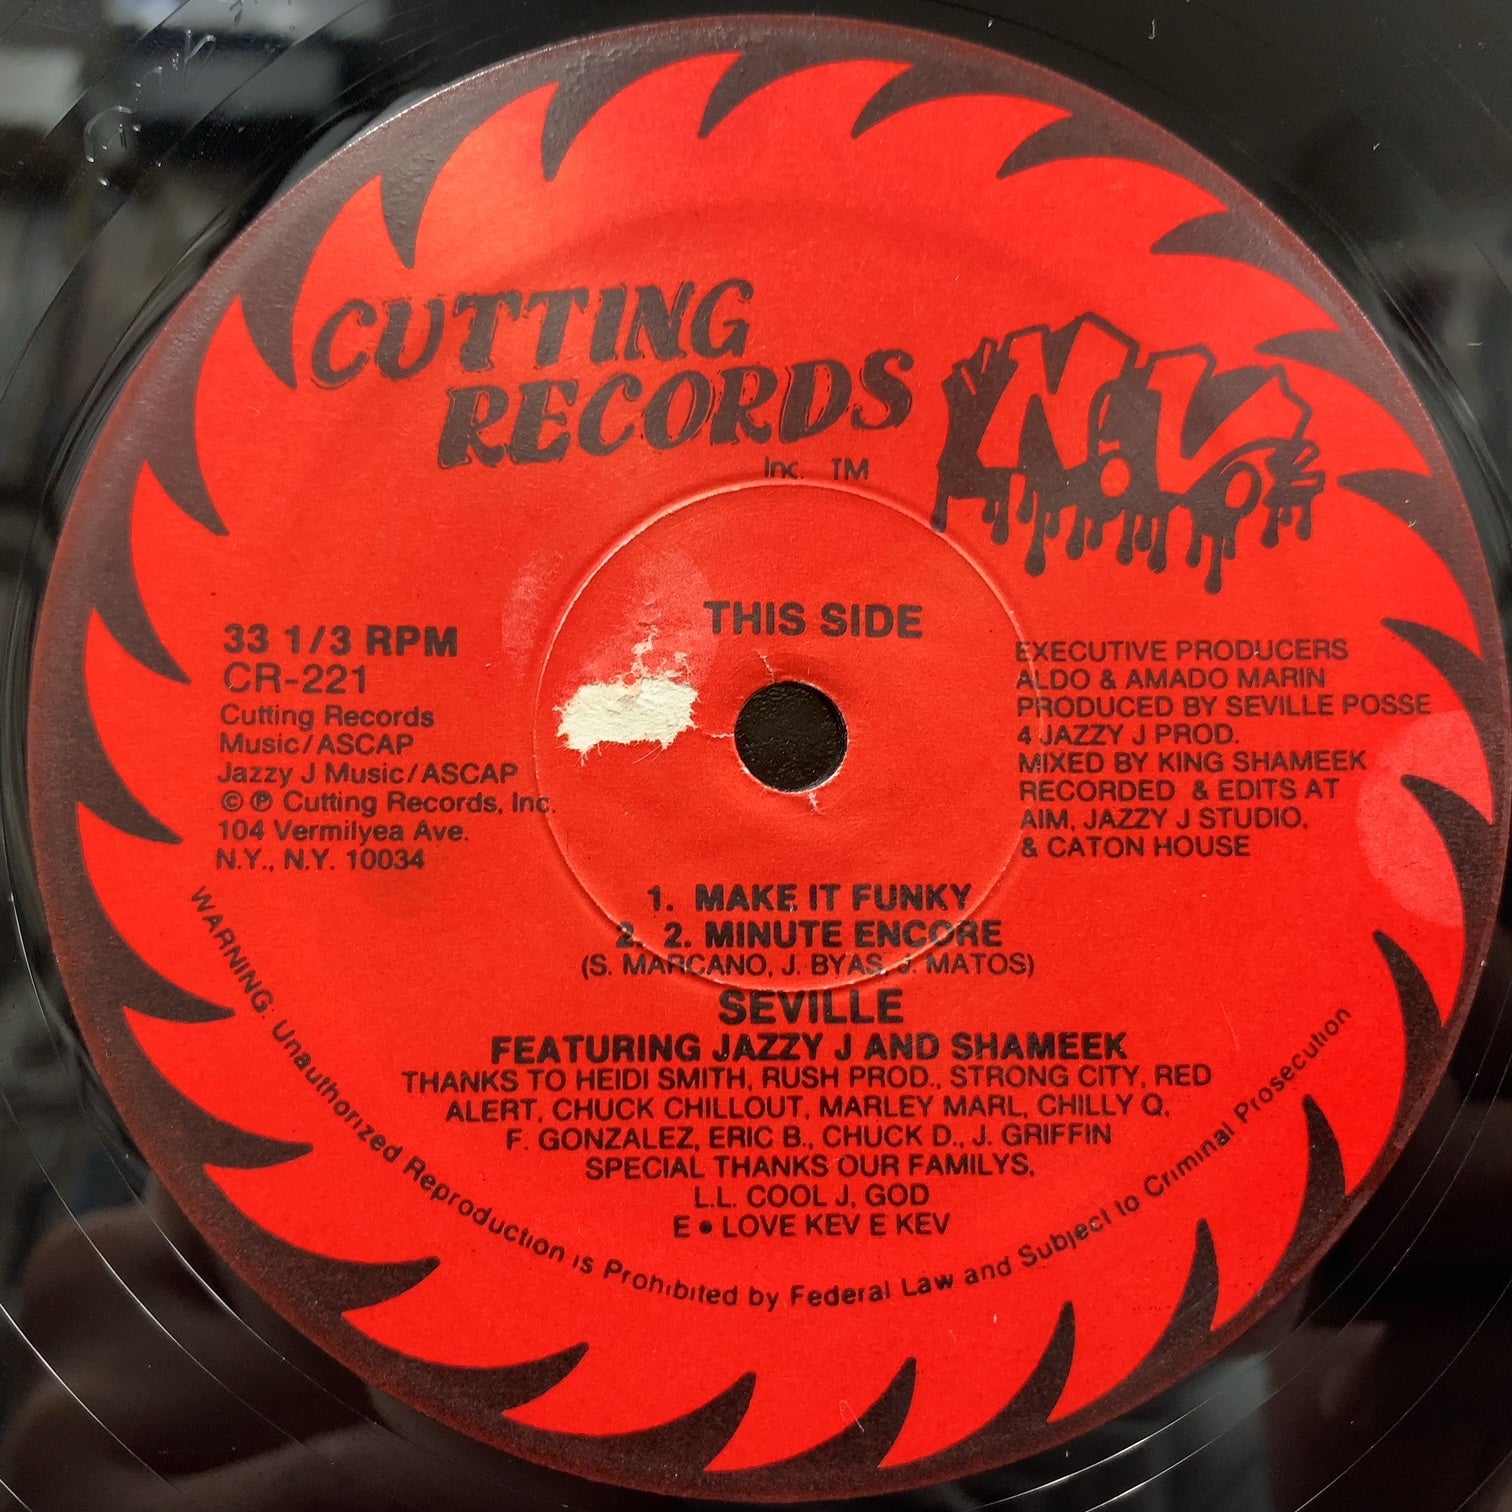 CUTTING
RECORDS
Inc. TM
THIS SIDE
33 1/3 RPM
CR-221
Cutting Records
Music/ASCAP
Jazzy J Music/ASCAP
© ℗ Cutting Records, Inc.
104 Vermilyea Ave.
N.Y., N.Y. 10034
EXECUTIVE PRODUCERS
ALDO & AMADO MARIN
PRODUCED BY SEVILLE POSSE
4 JAZZY J PROD.
MIXED BY KING SHAMEEK
RECORDED & EDITS AT
AIM, JAZZY J STUDIO,
& CATON HOUSE
1. MAKE IT FUNKY
2. 2. MINUTE ENCORE
(S. MARCANO, J. BYAS, J. MATOS)
SEVILLE
FEATURING JAZZY J AND SHAMEEK
THANKS TO HEIDI SMITH, RUSH PROD., STRONG CITY, RED
ALERT, CHUCK CHILLOUT, MARLEY MARL, CHILLY Q,
F. GONZALEZ, ERIC B., CHUCK D., J. GRIFFIN
SPECIAL THANKS OUR FAMILYS,
L.L. COOL J, GOD
E • LOVE KEV E KEV
WARNING: Unauthorized Reproduction is Prohibited by Federal Law and Subject to Criminal Prosecution